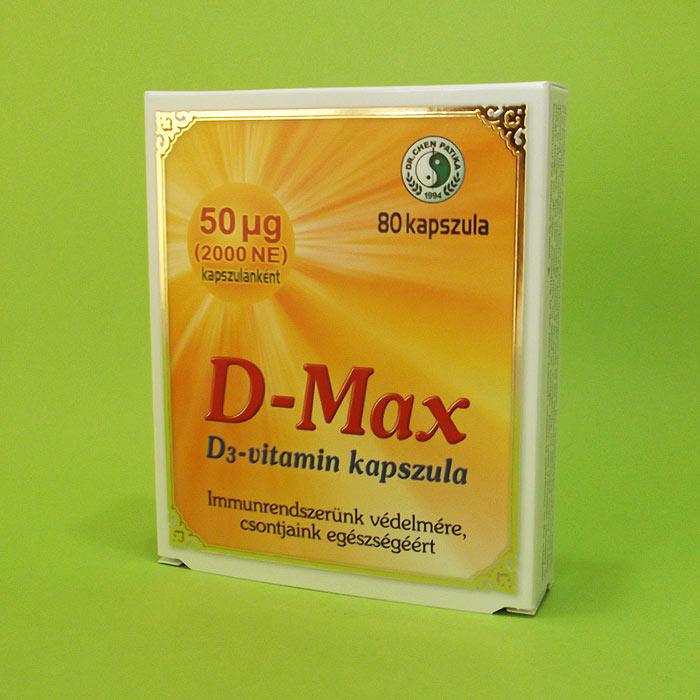 DR. CHEN PATIKA
1994
50 µg
(2000 NE)
kapszulánként
80 kapszula
D-Max
D3-vitamin kapszula
Immunrendszerünk védelmére,
csontjaink egészségéért